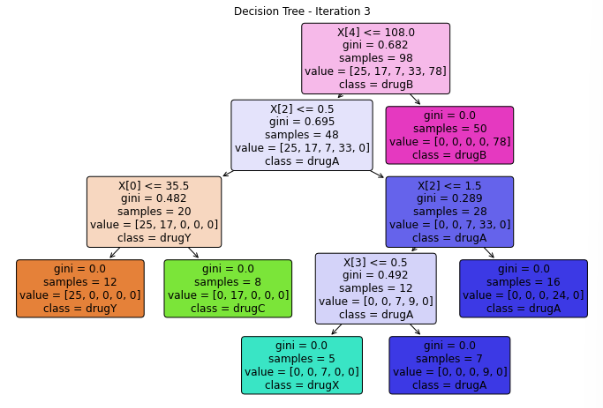 Decision Tree - Iteration 3
X[4] <= 108.0
gini = 0.682
samples = 98
value = [25, 17, 7, 33, 78]
class = drugB
X[2] <= 0.5
gini = 0.695
samples = 48
value = [25, 17, 7, 33, 0]
class = drugA
gini = 0.0
samples = 50
value = [0, 0, 0, 0, 78]
class = drugB
X[0] <= 35.5
gini = 0.482
samples = 20
value = [25, 17, 0, 0, 0]
class = drugY
X[2] <= 1.5
gini = 0.289
samples = 28
value = [0, 0, 7, 33, 0]
class = drugA
gini = 0.0
samples = 12
value = [25, 0, 0, 0, 0]
class = drugY
gini = 0.0
samples = 8
value = [0, 17, 0, 0, 0]
class = drugC
X[3] <= 0.5
gini = 0.492
samples = 12
value = [0, 0, 7, 9, 0]
class = drugA
gini = 0.0
samples = 16
value = [0, 0, 0, 24, 0]
class = drugA
gini = 0.0
samples = 5
value = [0, 0, 7, 0, 0]
class = drugX
gini = 0.0
samples = 7
value = [0, 0, 0, 9, 0]
class = drugA